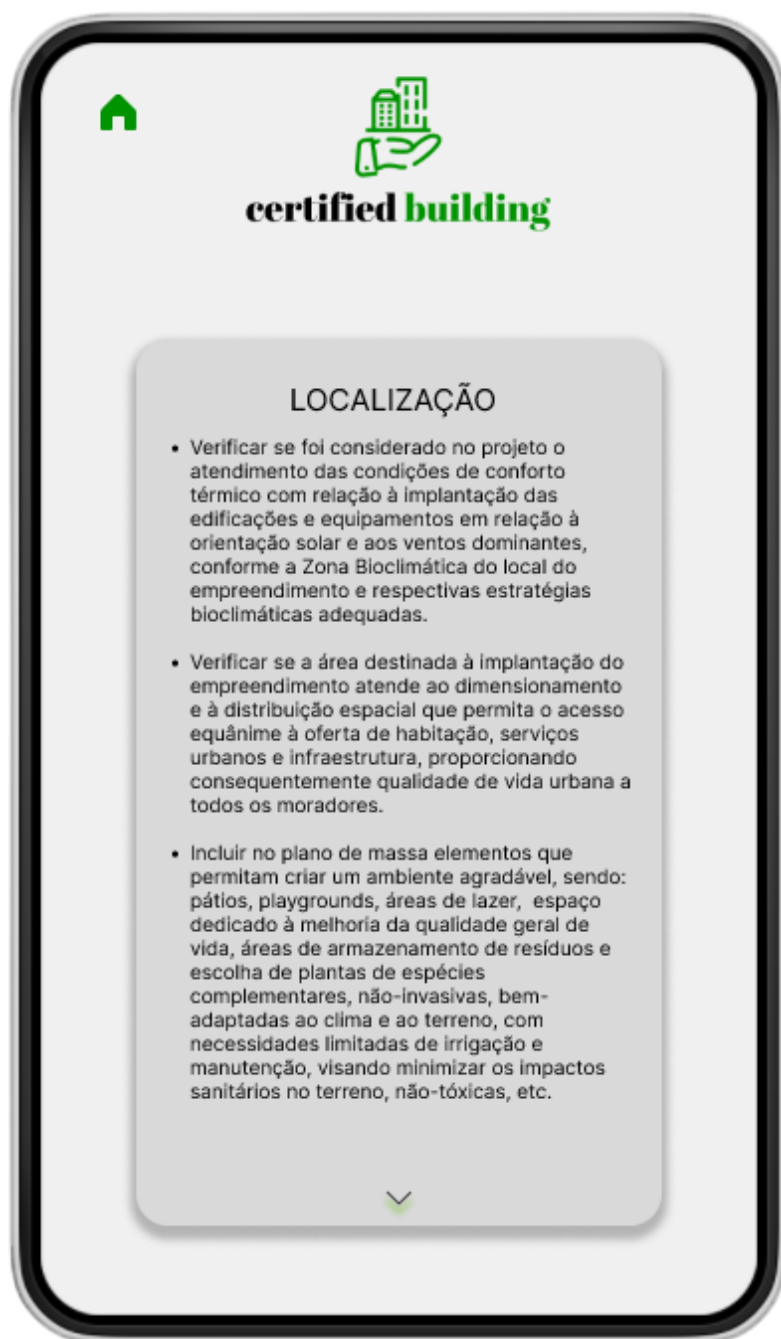 certified building
LOCALIZAÇÃO
• Verificar se foi considerado no projeto o
atendimento das condições de conforto
térmico com relação à implantação das
edificações e equipamentos em relação à
orientação solar e aos ventos dominantes,
conforme a Zona Bioclimática do local do
empreendimento e respectivas estratégias
bioclimáticas adequadas.
• Verificar se a área destinada à implantação do
empreendimento atende ao dimensionamento
e à distribuição espacial que permita o acesso
equânime à oferta de habitação, serviços
urbanos e infraestrutura, proporcionando
consequentemente qualidade de vida urbana a
todos os moradores.
• Incluir no plano de massa elementos que
permitam criar um ambiente agradável, sendo:
pátios, playgrounds, áreas de lazer,  espaço
dedicado à melhoria da qualidade geral de
vida, áreas de armazenamento de resíduos e
escolha de plantas de espécies
complementares, não-invasivas, bem-
adaptadas ao clima e ao terreno, com
necessidades limitadas de irrigação e
manutenção, visando minimizar os impactos
sanitários no terreno, não-tóxicas, etc.